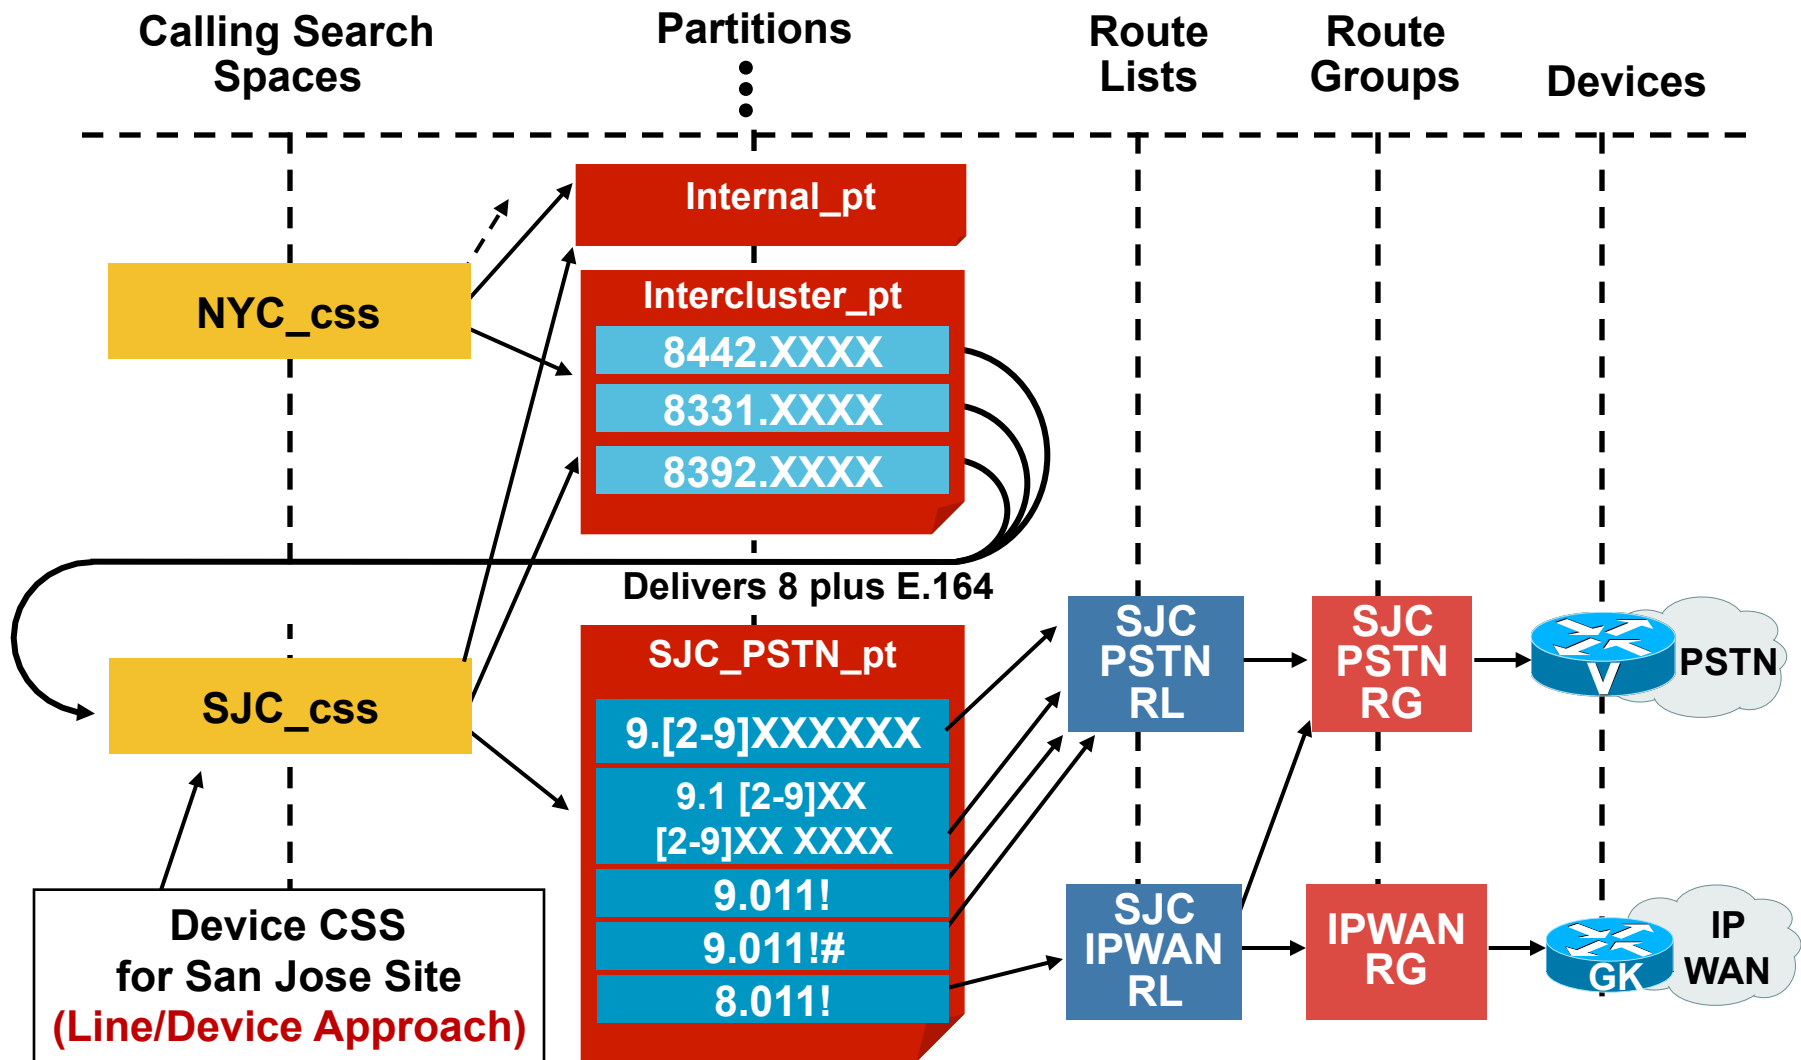 Calling Search
Spaces
Partitions
Route
Lists
Route
Groups
Devices
Internal_pt
NYC_css
Intercluster_pt
8442.XXXX
8331.XXXX
8392.XXXX
Delivers 8 plus E.164
SJC_css
SJC_PSTN_pt
9.[2-9]XXXXXX
9.1 [2-9]XX
[2-9]XX XXXX
9.011!
9.011!#
8.011!
SJC
PSTN
RL
SJC
PSTN
RG
V
PSTN
SJC
IPWAN
RL
IPWAN
RG
GK
IP
WAN
Device CSS
for San Jose Site
(Line/Device Approach)